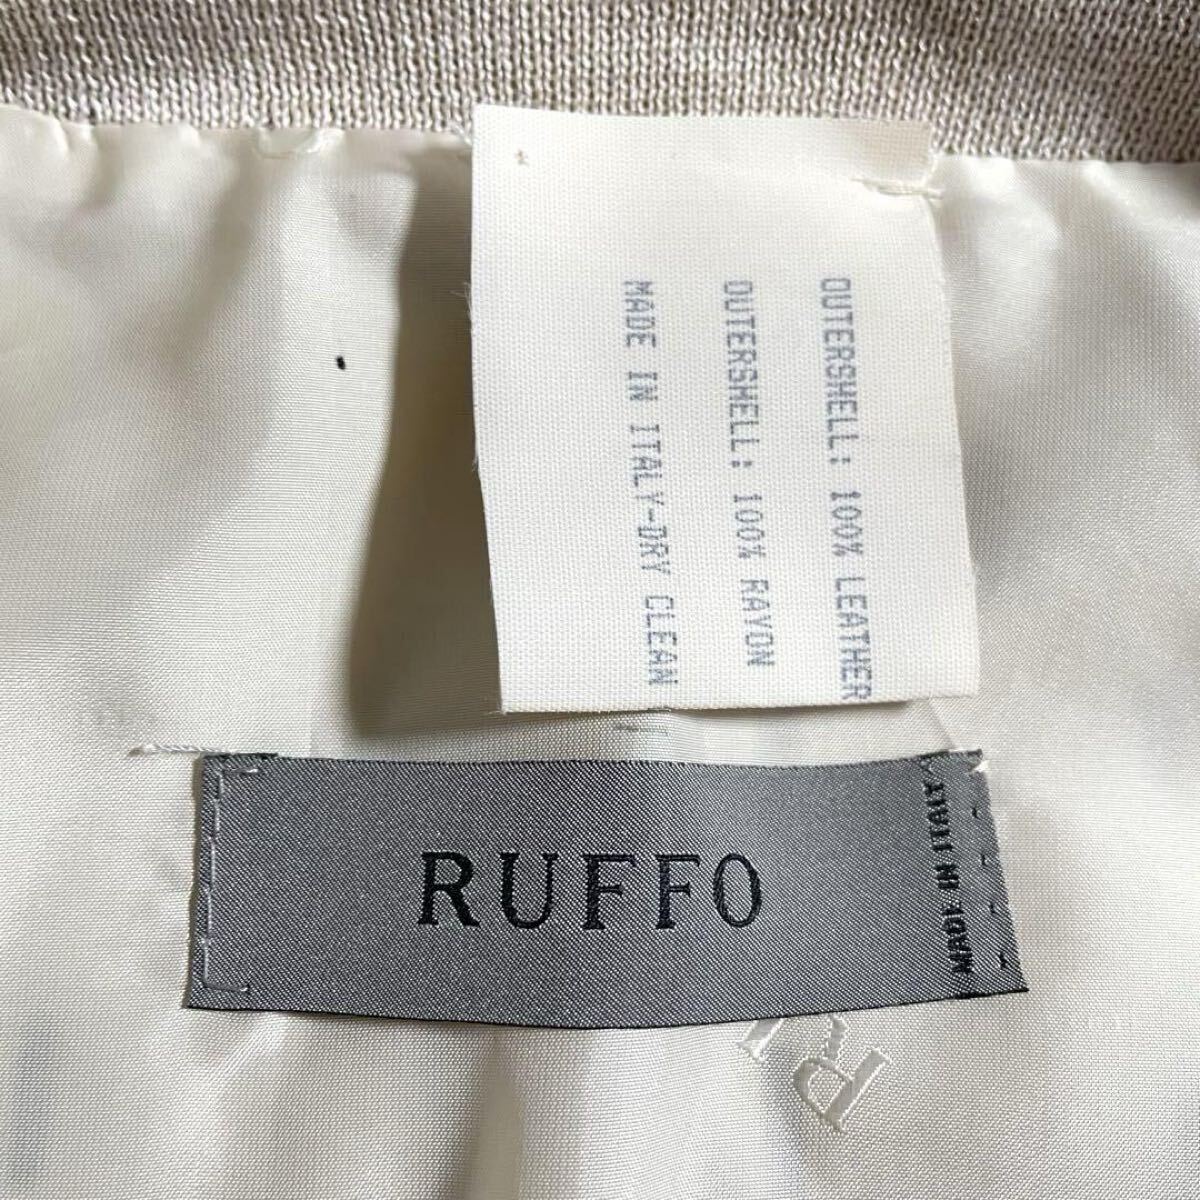 OUTERSHELL: 100% LEATHER
OUTERSHELL: 100% RAYON
MADE IN ITALY-DRY CLEAN
RUFFO
MADE IN ITALY
R